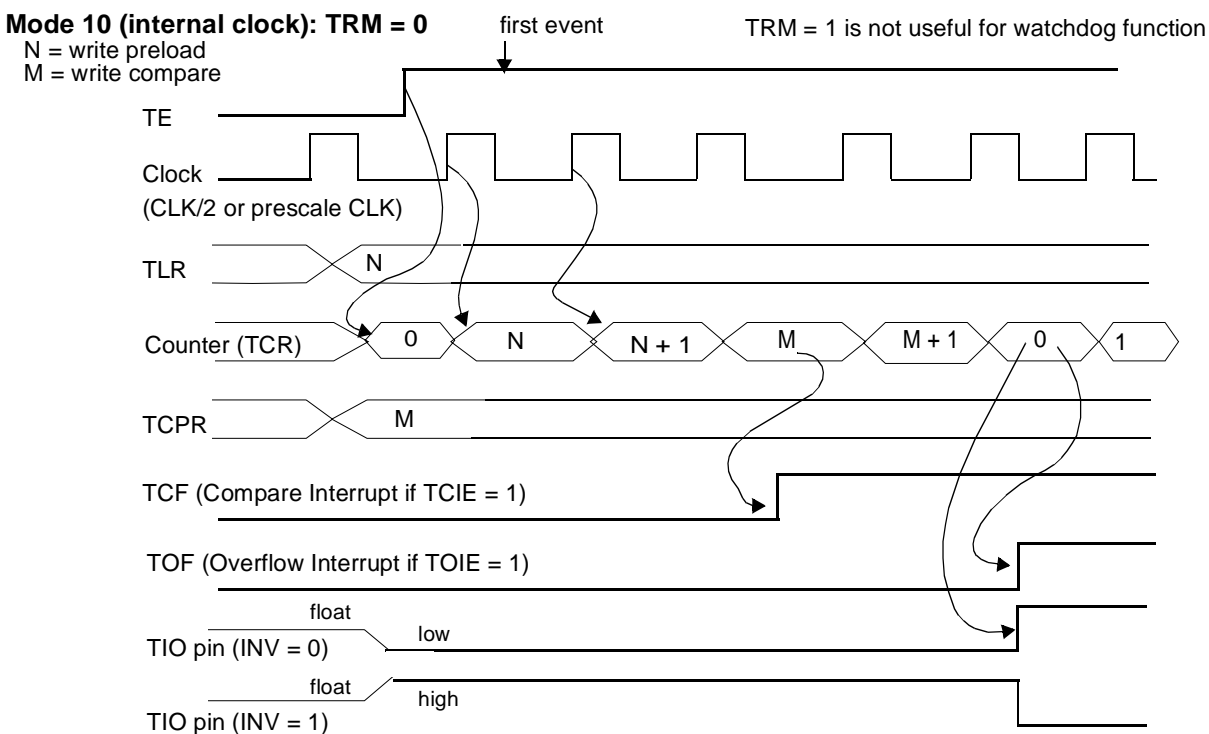 Mode 10 (internal clock): TRM = 0
first event
TRM = 1 is not useful for watchdog function
N = write preload
M = write compare
TE
Clock
(CLK/2 or prescale CLK)
TLR
N
Counter (TCR)
0
N
N + 1
M
M + 1
0
1
TCPR
M
TCF (Compare Interrupt if TCIE = 1)
TOF (Overflow Interrupt if TOIE = 1)
float
low
TIO pin (INV = 0)
float
high
TIO pin (INV = 1)